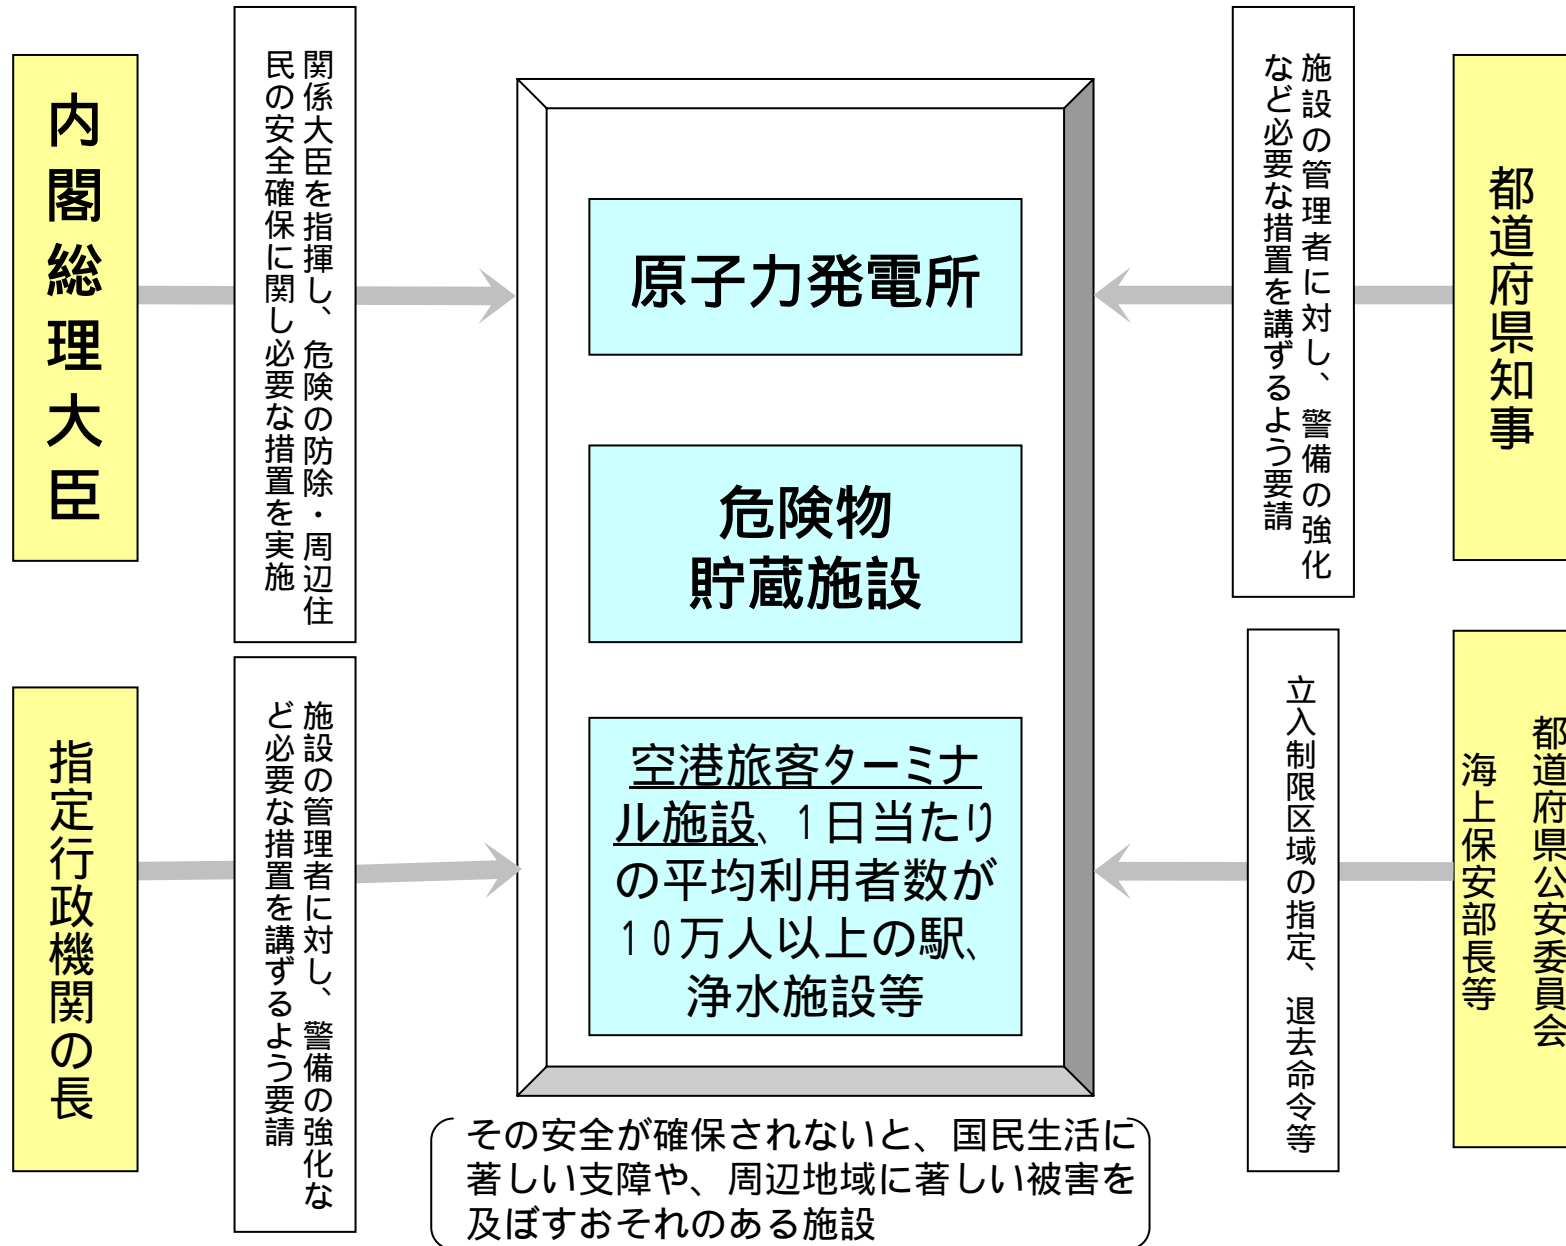 内閣総理大臣
関係大臣を指揮し、危険の防除・周辺住
民の安全確保に関し必要な措置を実施
指定行政機関の長
施設の管理者に対し、警備の強化な
ど必要な措置を講ずるよう要請
原子力発電所
危険物
貯蔵施設
空港旅客ターミナ
ル施設、1日当たり
の平均利用者数が
10万人以上の駅、
浄水施設等
その安全が確保されないと、国民生活に
著しい支障や、周辺地域に著しい被害を
及ぼすおそれのある施設
施設の管理者に対し、警備の強化
など必要な措置を講ずるよう要請
都道府県知事
立入制限区域の指定、退去命令等
都道府県公安委員会
海上保安部長等